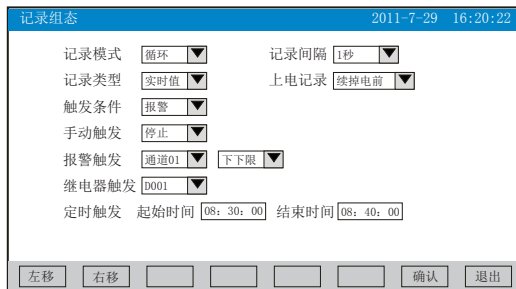 记录组态 2011-7-29 16:20:22
记录模式 循环 记录间隔 1秒
记录类型 实时值 上电记录 续掉电前
触发条件 报警
手动触发 停止
报警触发 通道01 下下限
继电器触发 D001
定时触发 起始时间 08: 30: 00 结束时间 08: 40: 00
左移 右移 确认 退出